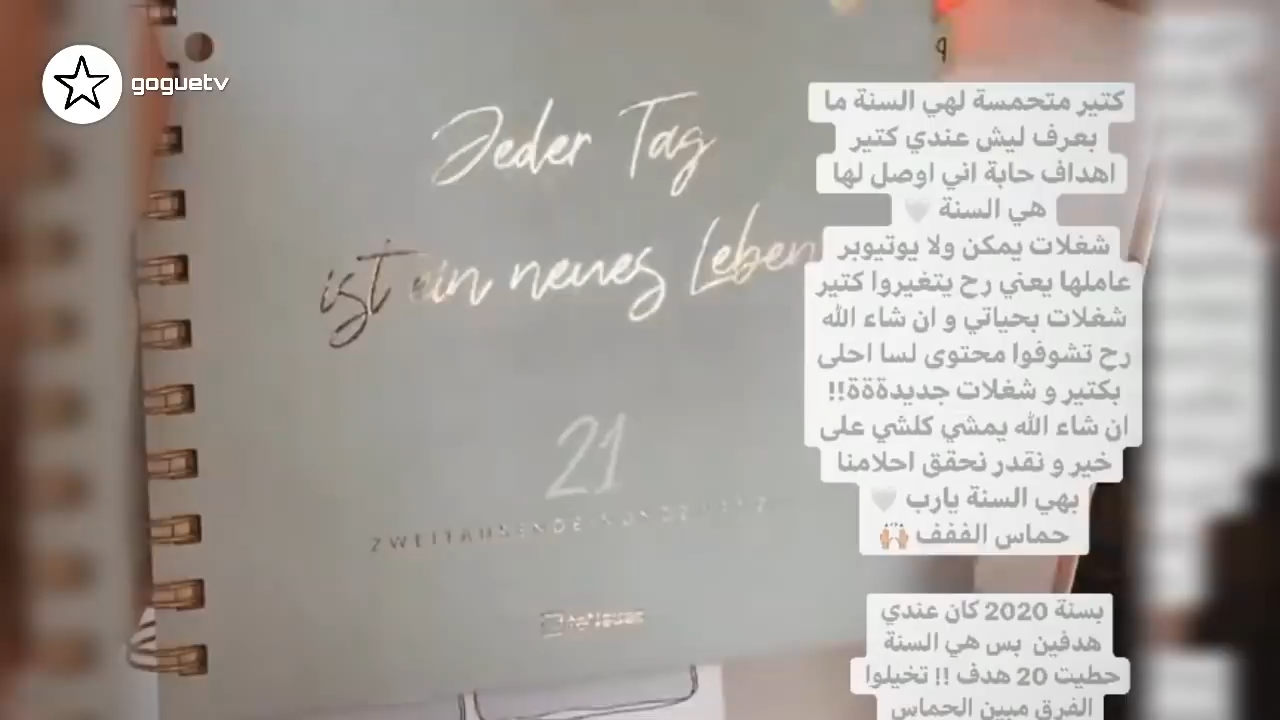 goguetv
Jeder Tag
ist ein neues Leben
21
ZWEITAUSENDEINUNDZWANZIG
teNeues
كتير متحمسة لهي السنة ما
بعرف ليش عندي كتير
اهداف حابة اني اوصل لها
هي السنة 🤍
شغلات يمكن ولا يوتيوبر
عاملها يعني رح يتغيروا كتير
شغلات بحياتي و ان شاء الله
رح تشوفوا محتوى لسا احلى
بكتير و شغلات جديدةةة!!
ان شاء الله يمشي كلشي على
خير و نقدر نحقق احلامنا
بهي السنة يارب 🤍
حماس الففف 🙌🏼
بسنة 2020 كان عندي
هدفين بس هي السنة
حطيت 20 هدف !! تخيلوا
الفرق مبين الحماس